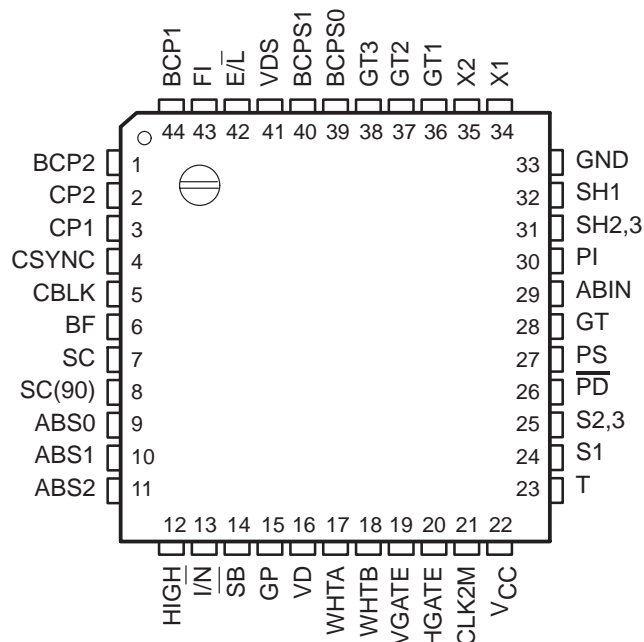 BCP1 FI E/L VDS BCPS1 BCPS0 GT3 GT2 GT1 X2 X1
44 43 42 41 40 39 38 37 36 35 34
BCP2 1 33 GND
CP2 2 32 SH1
CP1 3 31 SH2,3
CSYNC 4 30 PI
CBLK 5 29 ABIN
BF 6 28 GT
SC 7 27 PS
SC(90) 8 26 P̅D̅
ABS0 9 25 S2,3
ABS1 10 24 S1
ABS2 11 23 T
12 13 14 15 16 17 18 19 20 21 22
HIGH I/N SB GP VD WHTA WHTB VGATE HGATE CLK2M VCC